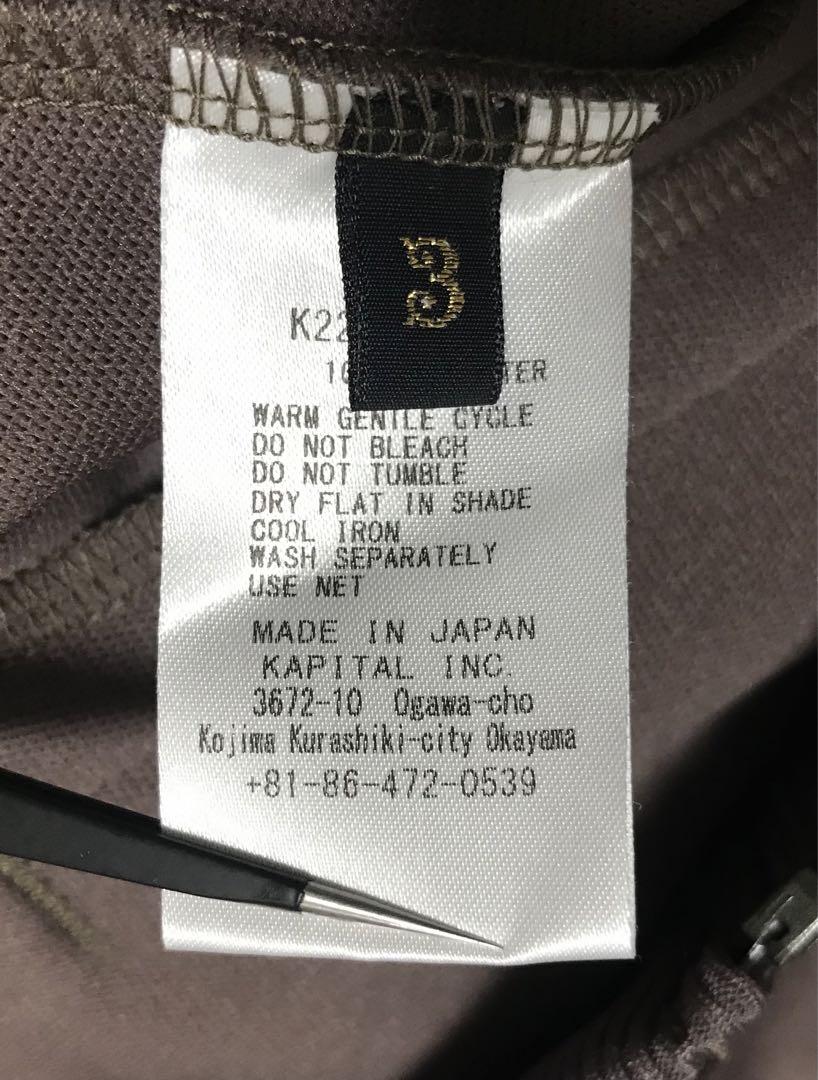 3
K22
WARM GENTLE CYCLE
DO NOT BLEACH
DO NOT TUMBLE
DRY FLAT IN SHADE
COOL IRON
WASH SEPARATELY
USE NET
MADE IN JAPAN
KAPITAL INC.
3672-10 Ogawa-cho
Kojima Kurashiki-city Okayama
+81-86-472-0539